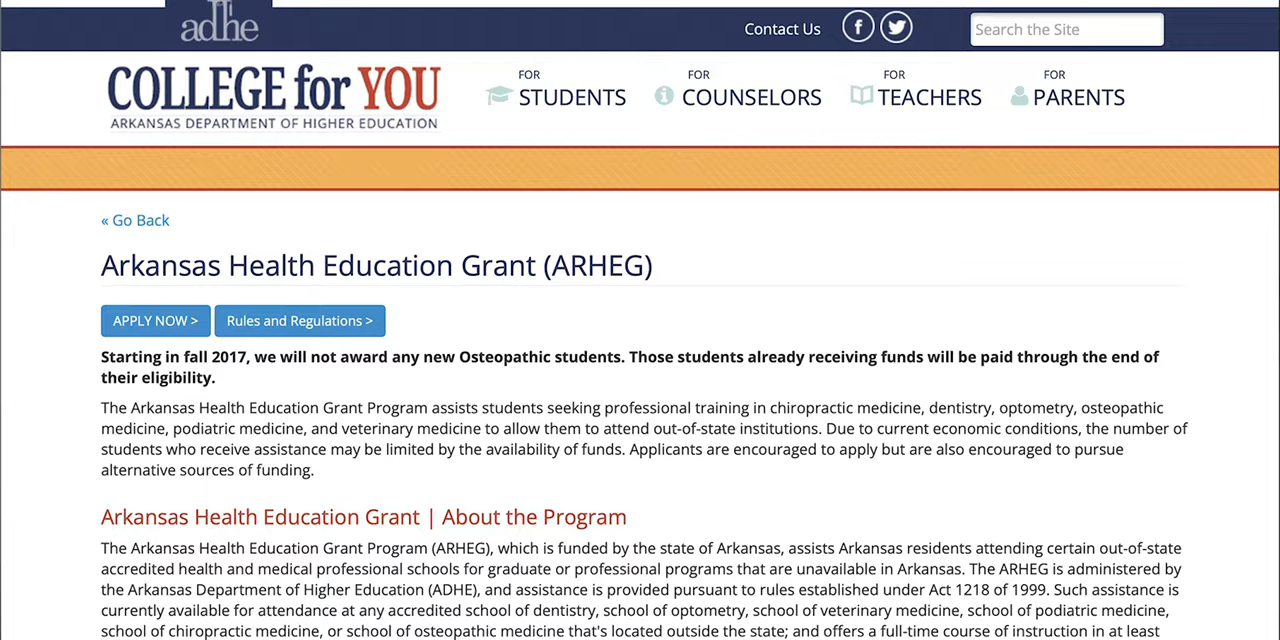 adhe
Contact Us
Search the Site
COLLEGE for YOU
ARKANSAS DEPARTMENT OF HIGHER EDUCATION
FOR STUDENTS
FOR COUNSELORS
FOR TEACHERS
FOR PARENTS
« Go Back
Arkansas Health Education Grant (ARHEG)
APPLY NOW >
Rules and Regulations >
Starting in fall 2017, we will not award any new Osteopathic students. Those students already receiving funds will be paid through the end of
their eligibility.
The Arkansas Health Education Grant Program assists students seeking professional training in chiropractic medicine, dentistry, optometry, osteopathic
medicine, podiatric medicine, and veterinary medicine to allow them to attend out-of-state institutions. Due to current economic conditions, the number of
students who receive assistance may be limited by the availability of funds. Applicants are encouraged to apply but are also encouraged to pursue
alternative sources of funding.
Arkansas Health Education Grant | About the Program
The Arkansas Health Education Grant Program (ARHEG), which is funded by the state of Arkansas, assists Arkansas residents attending certain out-of-state
accredited health and medical professional schools for graduate or professional programs that are unavailable in Arkansas. The ARHEG is administered by
the Arkansas Department of Higher Education (ADHE), and assistance is provided pursuant to rules established under Act 1218 of 1999. Such assistance is
currently available for attendance at any accredited school of dentistry, school of optometry, school of veterinary medicine, school of podiatric medicine,
school of chiropractic medicine, or school of osteopathic medicine that's located outside the state; and offers a full-time course of instruction in at least